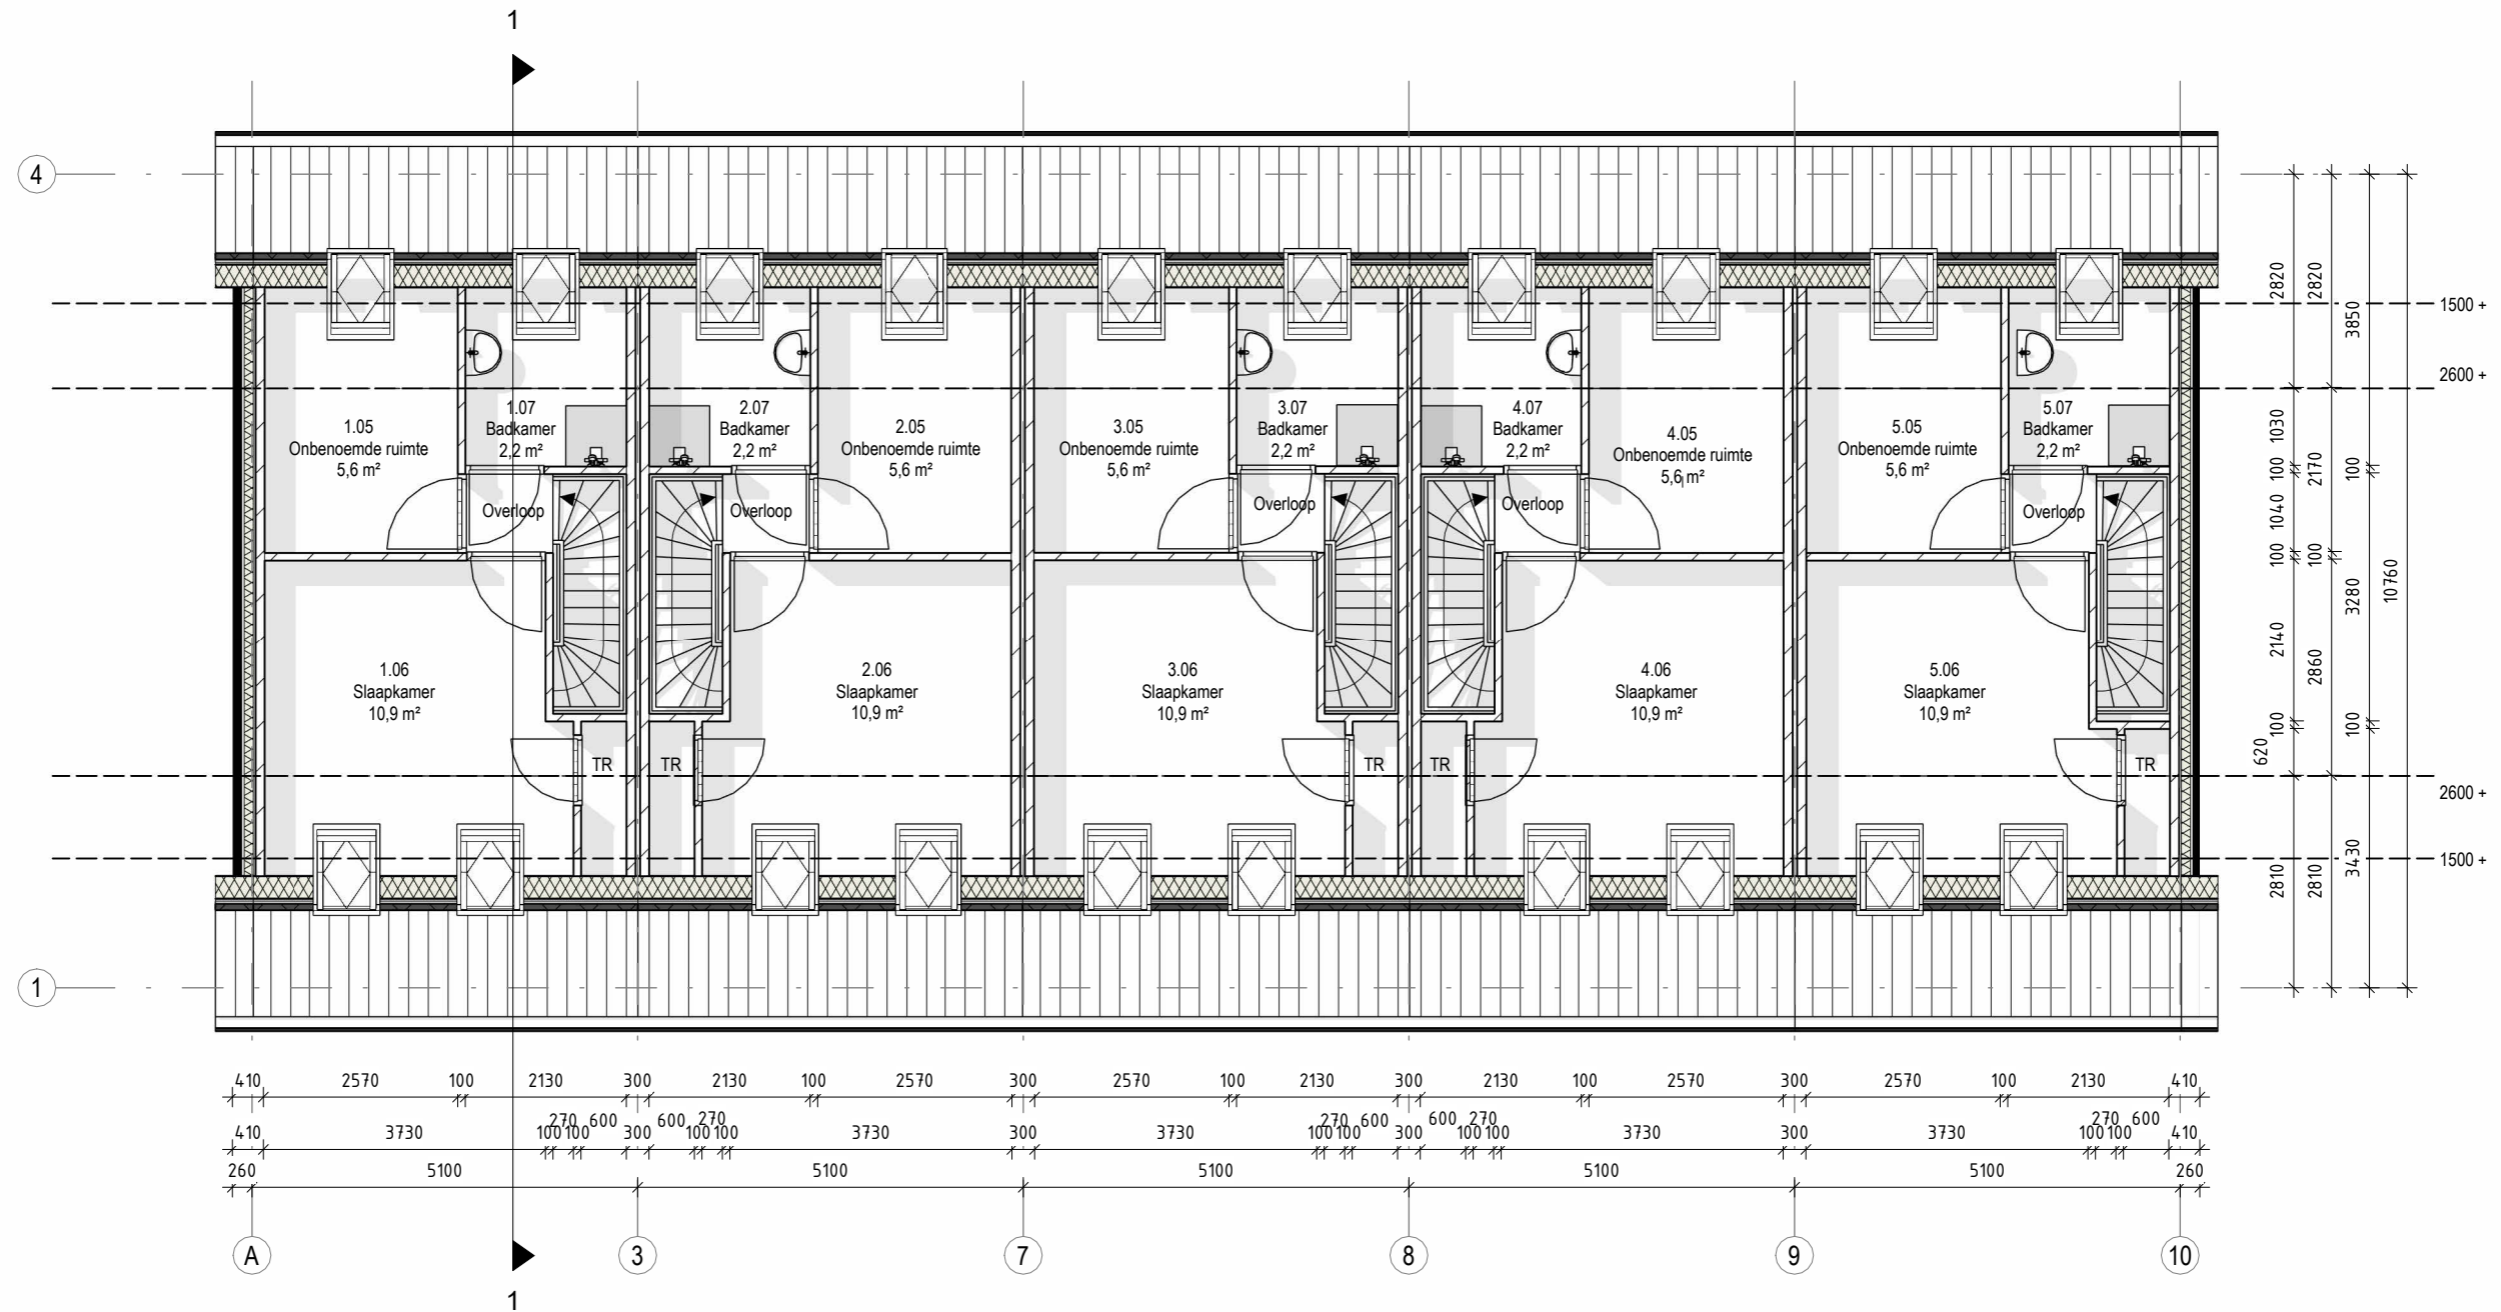 1
4
1.05
Onbenoemde ruimte
5,6 m²
1.07
Badkamer
2,2 m²
2.07
Badkamer
2,2 m²
2.05
Onbenoemde ruimte
5,6 m²
3.05
Onbenoemde ruimte
5,6 m²
3.07
Badkamer
2,2 m²
4.07
Badkamer
2,2 m²
4.05
Onbenoemde ruimte
5,6 m²
5.05
Onbenoemde ruimte
5,6 m²
5.07
Badkamer
2,2 m²
Overloop
Overloop
Overloop
Overloop
Overloop
1.06
Slaapkamer
10,9 m²
2.06
Slaapkamer
10,9 m²
3.06
Slaapkamer
10,9 m²
4.06
Slaapkamer
10,9 m²
5.06
Slaapkamer
10,9 m²
TR
TR
TR
TR
TR
1500 +
2600 +
2600 +
1500 +
2820
1030
100
1040
100
2140
100
620
2810
2820
2170
100
2860
2810
3850
100
3280
100
3430
10760
1
410 2570 100 2130 300 2130 100 2570 300 2570 100 2130 300 2130 100 2570 300 2570 100 2130 410
410 3730 100 270 100 600 300 600 100 270 100 3730 300 3730 100 270 100 600 300 600 100 270 100 3730 300 3730 100 270 100 600 410
260 5100 5100 5100 5100 5100 260
A 3 7 8 9 10
1